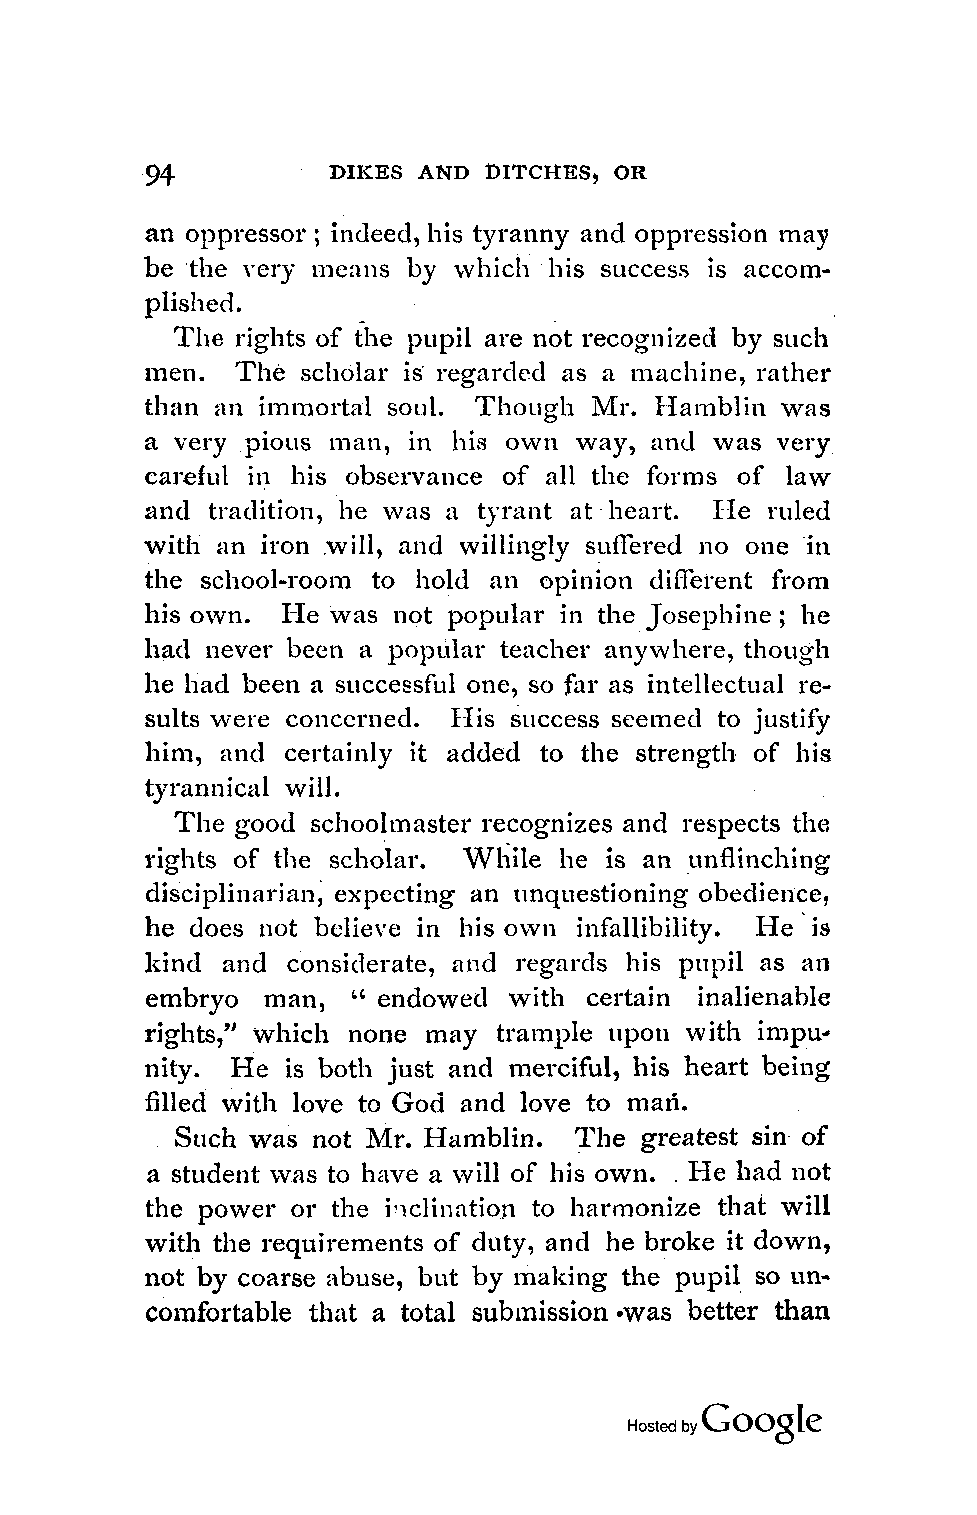 94 DIKES AND DITCHES, OR
an oppressor; indeed, his tyranny and oppression may
be the very means by which his success is accom-
plished.
The rights of the pupil are not recognized by such
men. The scholar is regarded as a machine, rather
than an immortal soul. Though Mr. Hamblin was
a very pious man, in his own way, and was very
careful in his observance of all the forms of law
and tradition, he was a tyrant at heart. He ruled
with an iron will, and willingly suffered no one in
the school-room to hold an opinion different from
his own. He was not popular in the Josephine; he
had never been a popular teacher anywhere, though
he had been a successful one, so far as intellectual re-
sults were concerned. His success seemed to justify
him, and certainly it added to the strength of his
tyrannical will.
The good schoolmaster recognizes and respects the
rights of the scholar. While he is an unflinching
disciplinarian, expecting an unquestioning obedience,
he does not believe in his own infallibility. He is
kind and considerate, and regards his pupil as an
embryo man, "endowed with certain inalienable
rights," which none may trample upon with impu-
nity. He is both just and merciful, his heart being
filled with love to God and love to man.
Such was not Mr. Hamblin. The greatest sin of
a student was to have a will of his own. He had not
the power or the inclination to harmonize that will
with the requirements of duty, and he broke it down,
not by coarse abuse, but by making the pupil so un-
comfortable that a total submission was better than
Hosted by Google